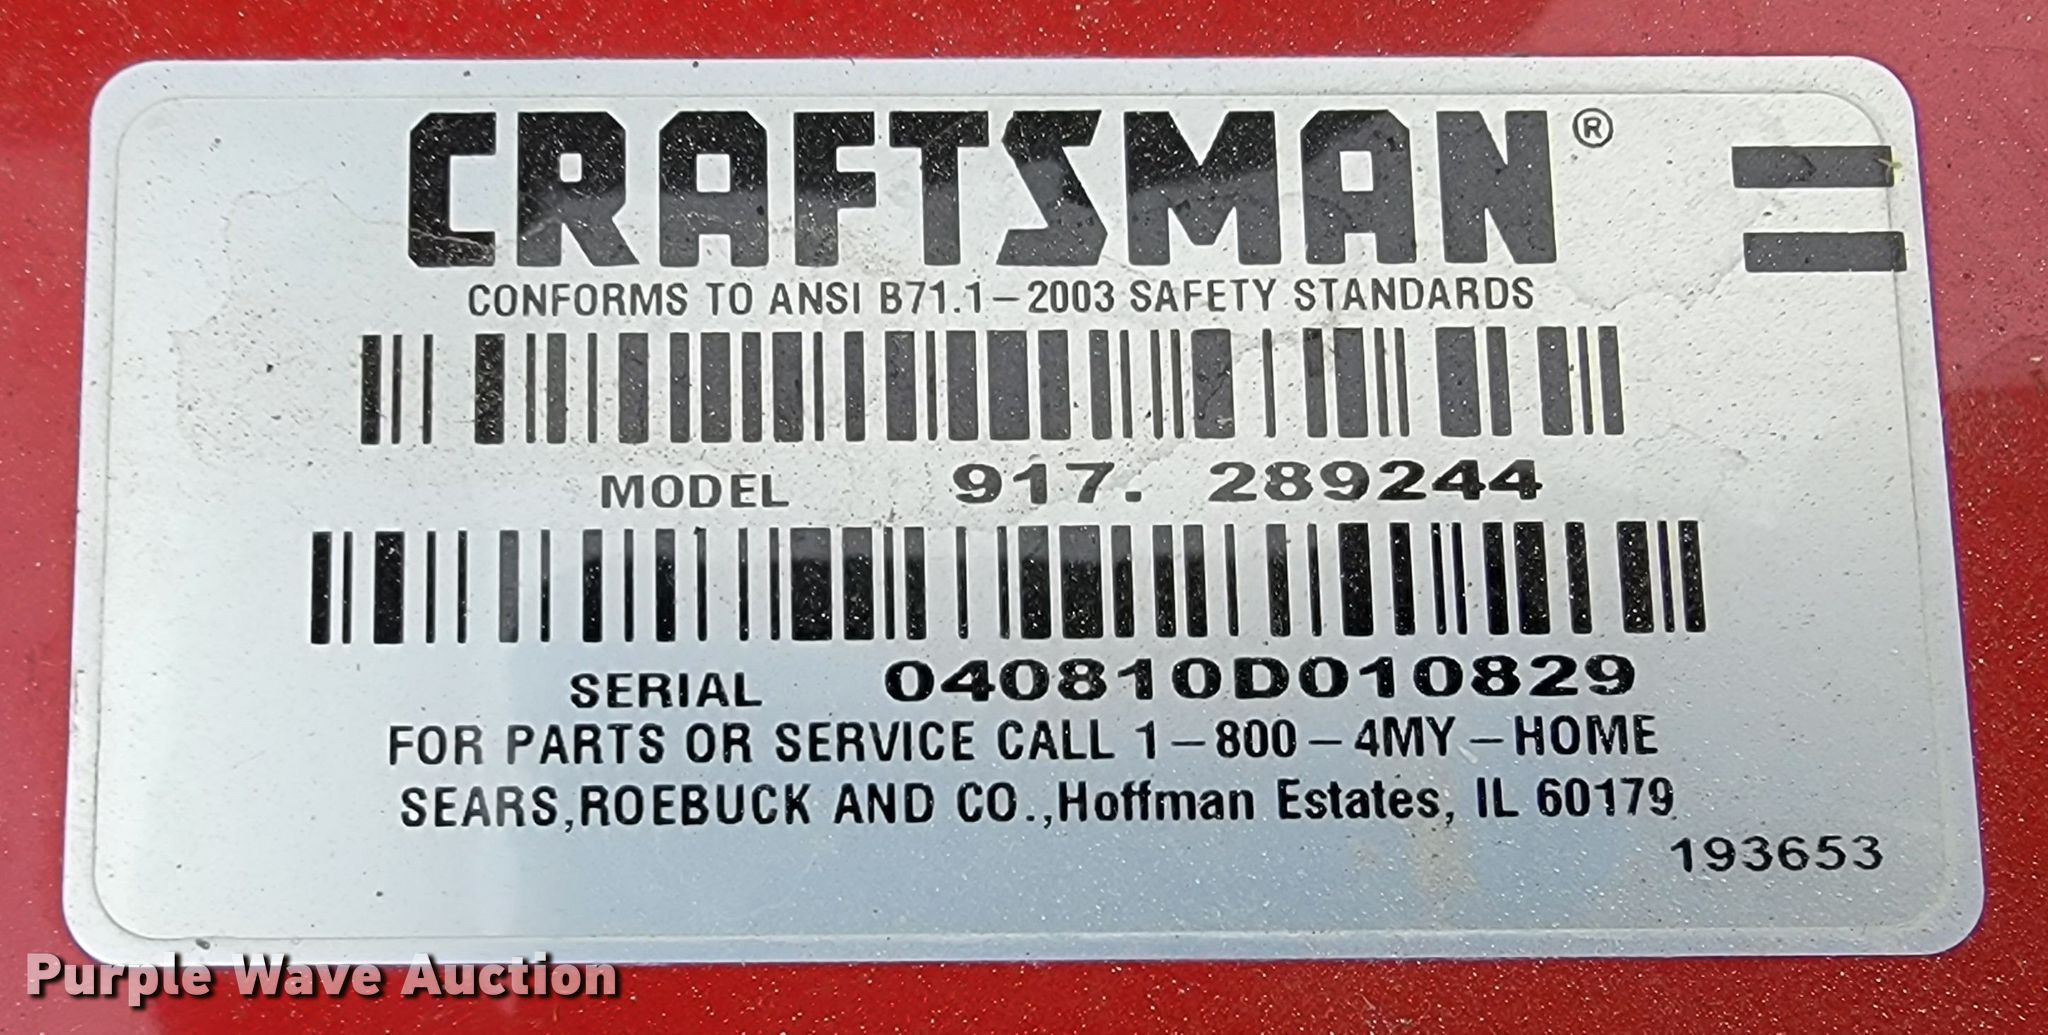 CRAFTSMAN®
CONFORMS TO ANSI B71.1-2003 SAFETY STANDARDS
MODEL 917. 289244
SERIAL 040810D010829
FOR PARTS OR SERVICE CALL 1-800-4MY-HOME
SEARS,ROEBUCK AND CO.,Hoffman Estates, IL 60179
193653
Purple Wave Auction